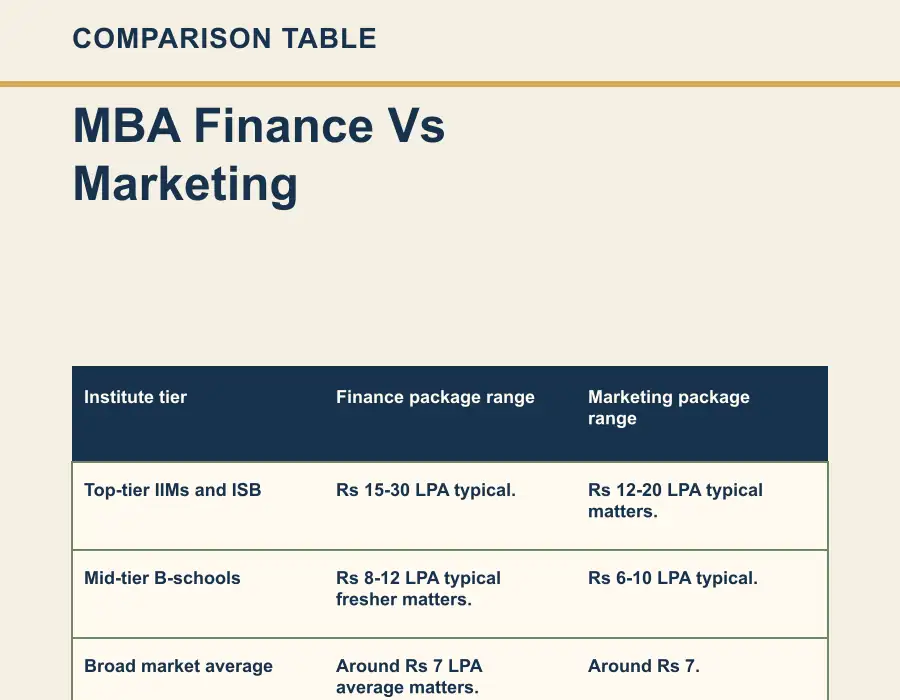 COMPARISON TABLE
MBA Finance Vs
Marketing
Institute tier
Finance package range
Marketing package
range
Top-tier IIMs and ISB
Rs 15-30 LPA typical.
Rs 12-20 LPA typical
matters.
Mid-tier B-schools
Rs 8-12 LPA typical
fresher matters.
Rs 6-10 LPA typical.
Broad market average
Around Rs 7 LPA
average matters.
Around Rs 7.